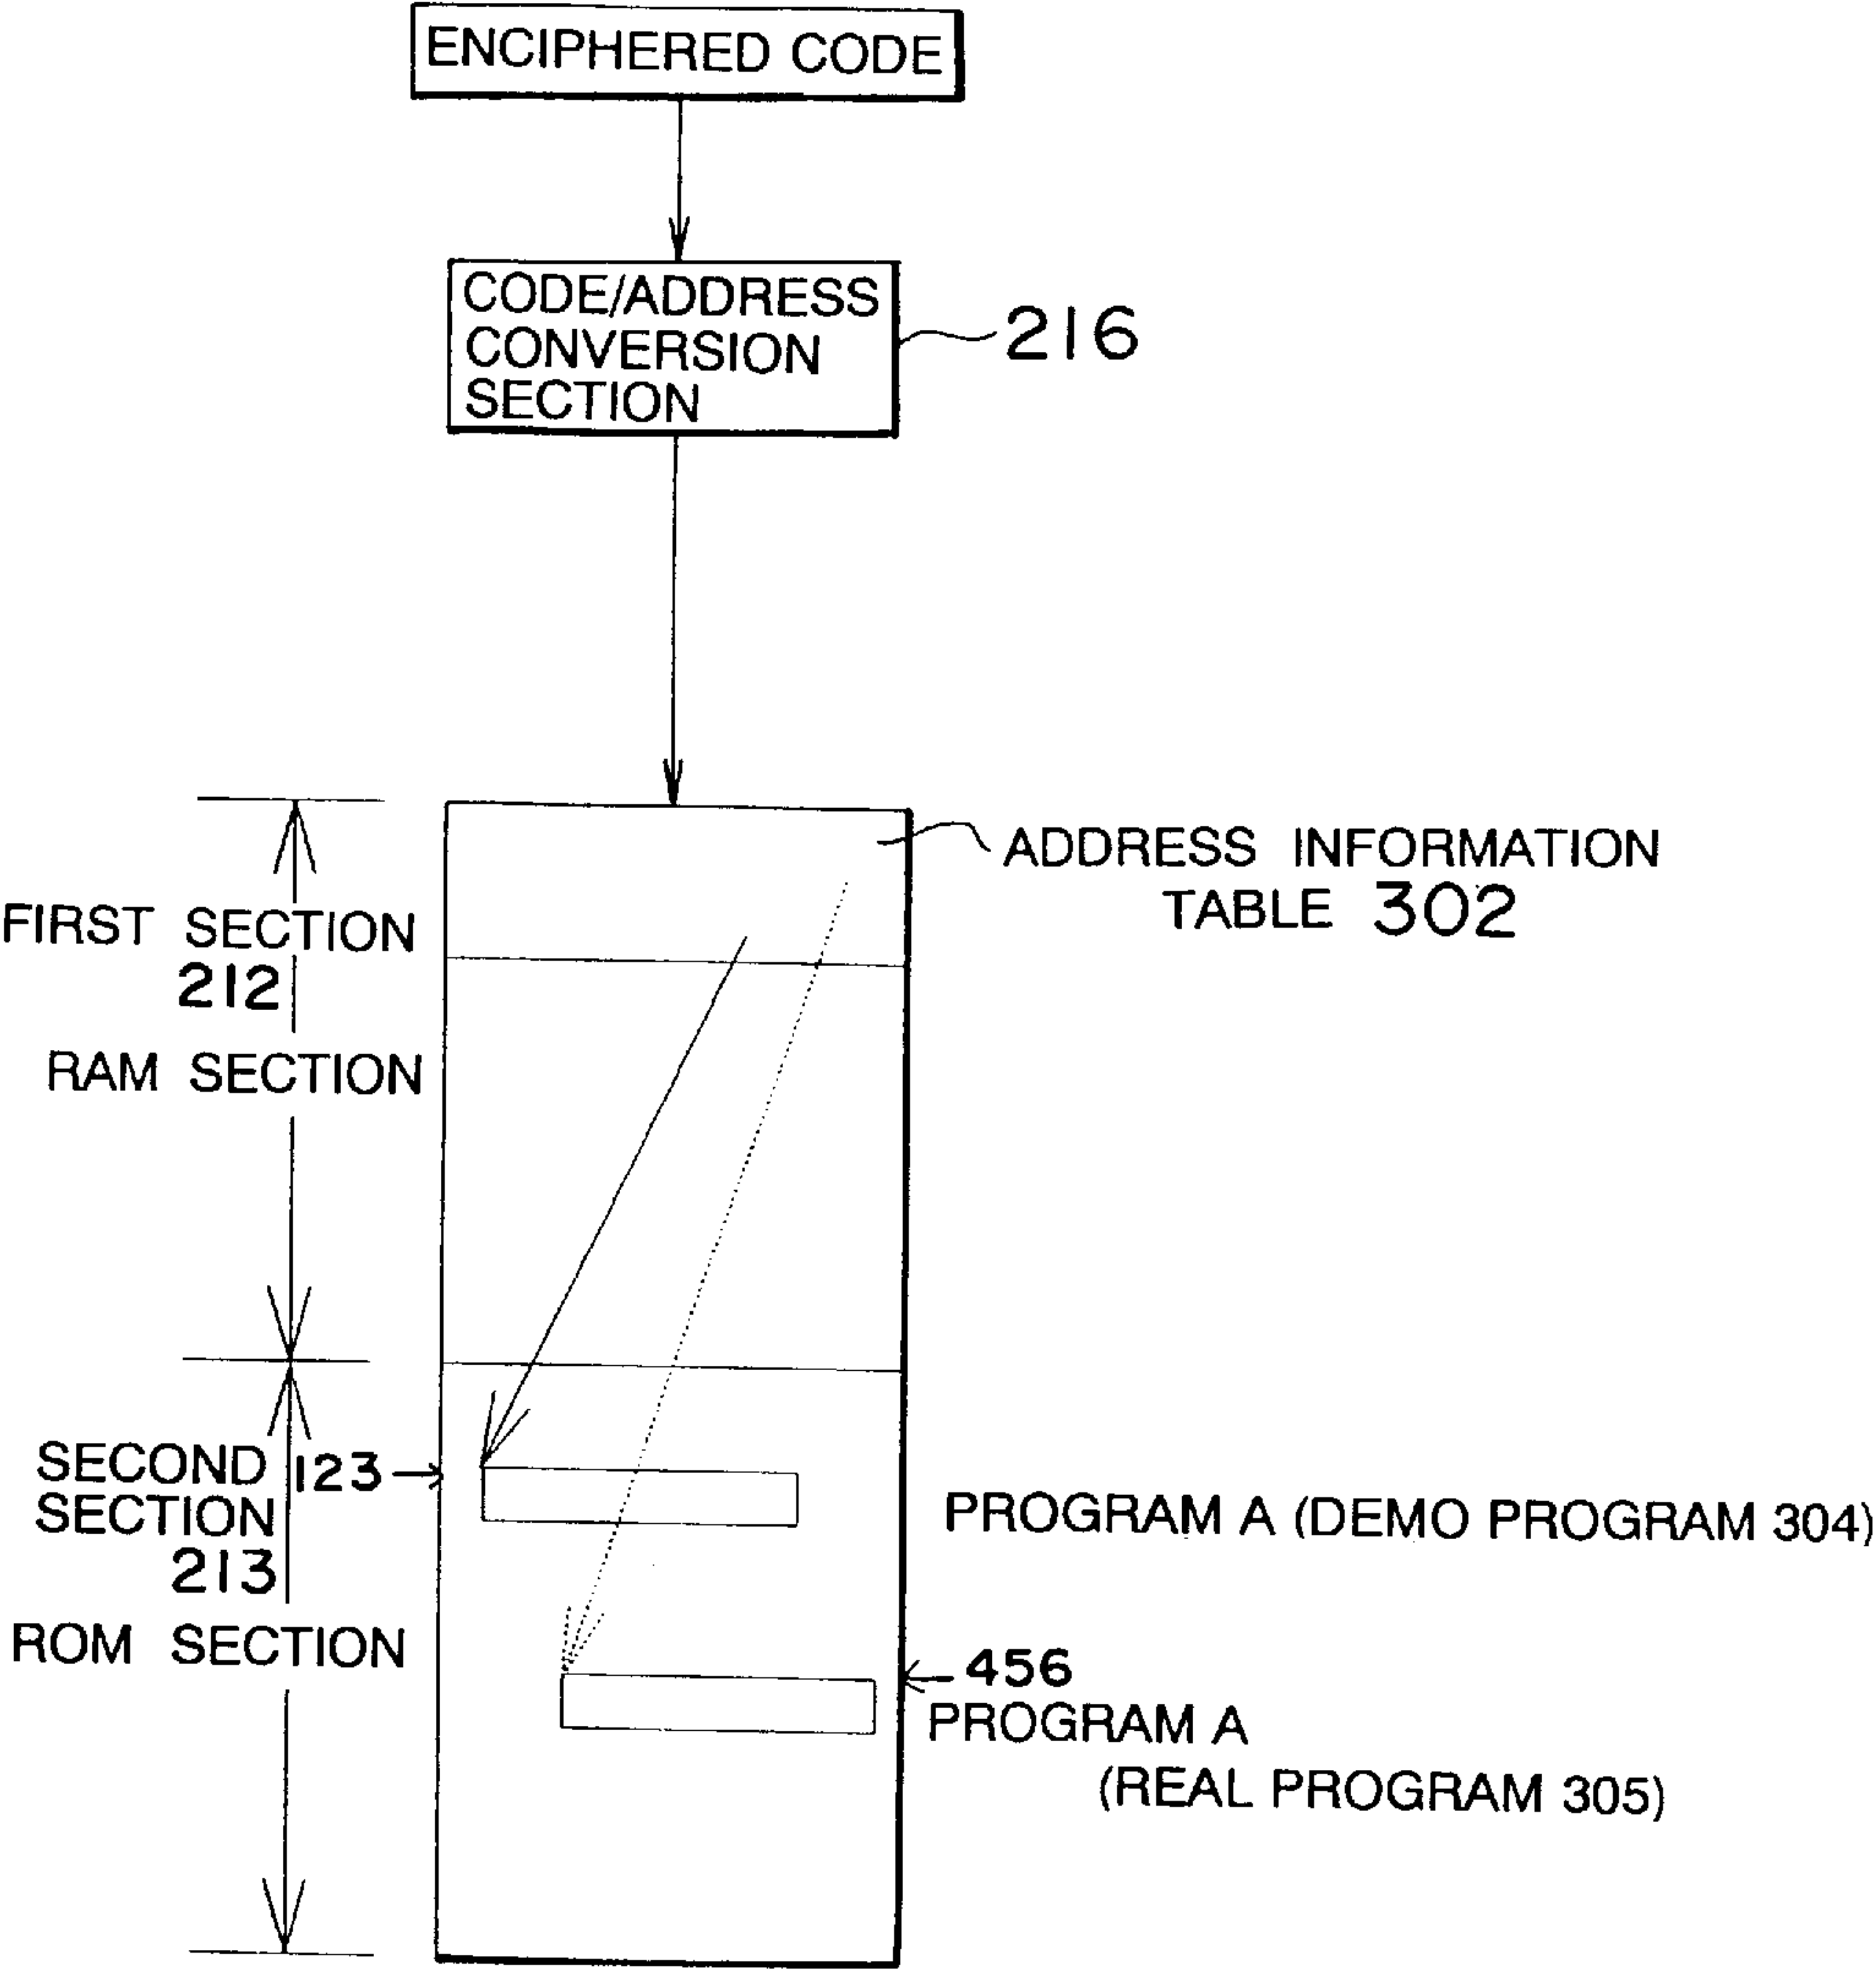 ENCIPHERED CODE
CODE/ADDRESS
CONVERSION
SECTION
216
ADDRESS INFORMATION
TABLE 302
FIRST SECTION
212
RAM SECTION
SECOND
SECTION
213
123
PROGRAM A (DEMO PROGRAM 304)
ROM SECTION
456
PROGRAM A
(REAL PROGRAM 305)